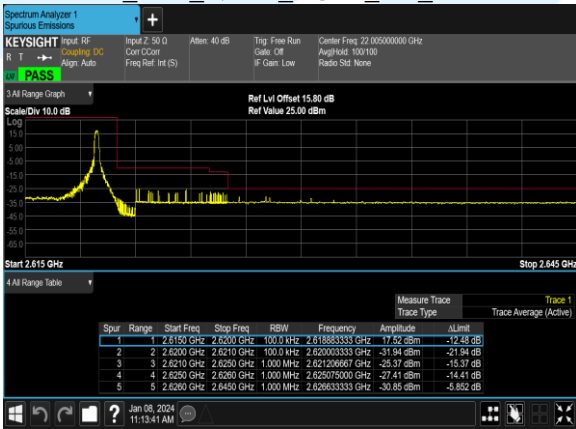 Spectrum Analyzer 1
Spurious Emissions
+
KEYSIGHT Input: RF Input Z: 50 Ω Atten: 40 dB Trig: Free Run Center Freq: 22.005000000 GHz
R T Coupling: DC Corr CCorr Gate: Off Avg|Hold: 100/100
Align: Auto Freq Ref: Int (S) IF Gain: Low Radio Std: None
PASS
3 All Range Graph
Ref Lvl Offset 15.80 dB
Scale/Div 10.0 dB Ref Value 25.00 dBm
Log
15.0
5.00
-5.00
-15.0
-25.0
-35.0
-45.0
-55.0
-65.0
Start 2.615 GHz Stop 2.645 GHz
4 All Range Table
Measure Trace Trace 1
Trace Type Trace Average (Active)
Spur Range Start Freq Stop Freq RBW Frequency Amplitude ΔLimit
1 1 2.6150 GHz 2.6200 GHz 100.0 kHz 2.618883333 GHz 17.52 dBm -12.48 dB
2 2 2.6200 GHz 2.6210 GHz 100.0 kHz 2.620003333 GHz -31.94 dBm -21.94 dB
3 3 2.6210 GHz 2.6250 GHz 1.000 MHz 2.621206667 GHz -25.37 dBm -15.37 dB
4 4 2.6250 GHz 2.6260 GHz 1.000 MHz 2.625075000 GHz -27.41 dBm -14.41 dB
5 5 2.6260 GHz 2.6450 GHz 1.000 MHz 2.626633333 GHz -30.85 dBm -5.852 dB
? Jan 08, 2024
11:13:41 AM